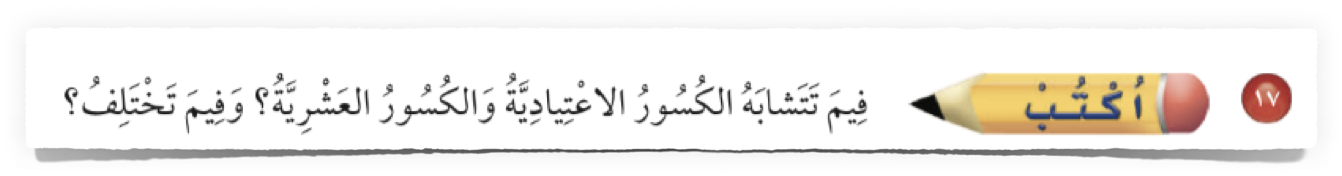 ١٧ اُكْتُبْ فِيمَ تَتَشابَهُ الكُسُورُ الاعْتِيادِيَّةُ وَالكُسُورُ العَشْرِيَّةُ؟ وَفِيمَ تَخْتَلِفُ؟